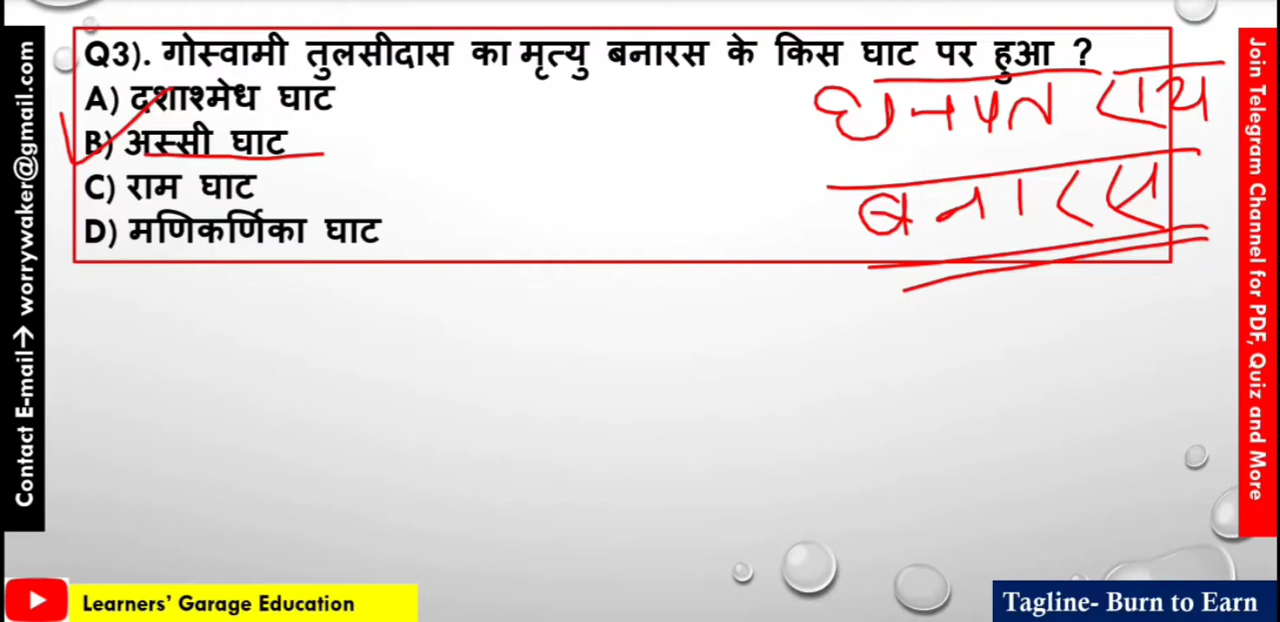 Q3). गोस्वामी तुलसीदास का मृत्यु बनारस के किस घाट पर हुआ ?
A) दशाश्मेध घाट
B) अस्सी घाट
C) राम घाट
D) मणिकर्णिका घाट
धनपत राय
बनारस
Contact E-mail→ worrywaker@gmail.com
Join Telegram Channel for PDF, Quiz and More
Learners' Garage Education
Tagline- Burn to Earn